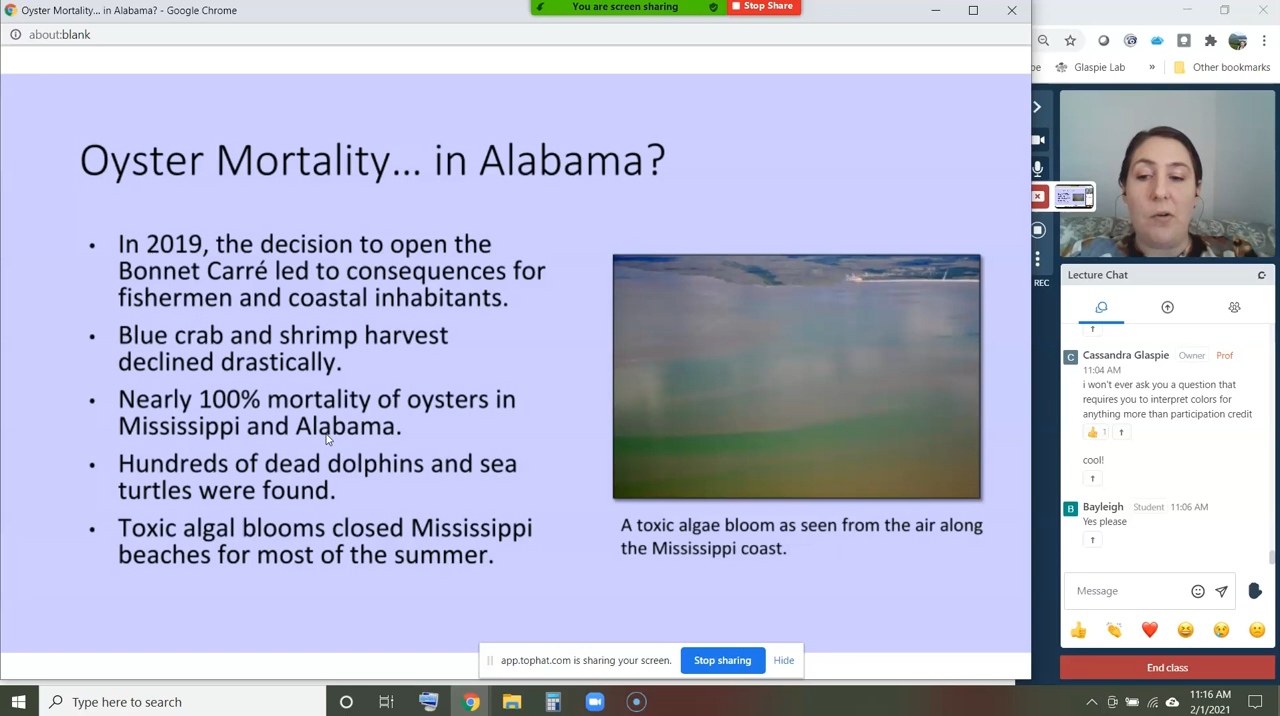 Oyster Mortality... in Alabama? - Google Chrome
You are screen sharing
Stop Share
about:blank
Glaspie Lab
»
Other bookmarks
Oyster Mortality... in Alabama?
• In 2019, the decision to open the
Bonnet Carré led to consequences for
fishermen and coastal inhabitants.
• Blue crab and shrimp harvest
declined drastically.
• Nearly 100% mortality of oysters in
Mississippi and Alabama.
• Hundreds of dead dolphins and sea
turtles were found.
• Toxic algal blooms closed Mississippi
beaches for most of the summer.
A toxic algae bloom as seen from the air along
the Mississippi coast.
REC
Lecture Chat
C Cassandra Glaspie Owner Prof
11:04 AM
i won't ever ask you a question that
requires you to interpret colors for
anything more than participation credit
1
cool!
B Bayleigh Student 11:06 AM
Yes please
Message
End class
app.tophat.com is sharing your screen.
Stop sharing
Hide
Type here to search
11:16 AM
2/1/2021